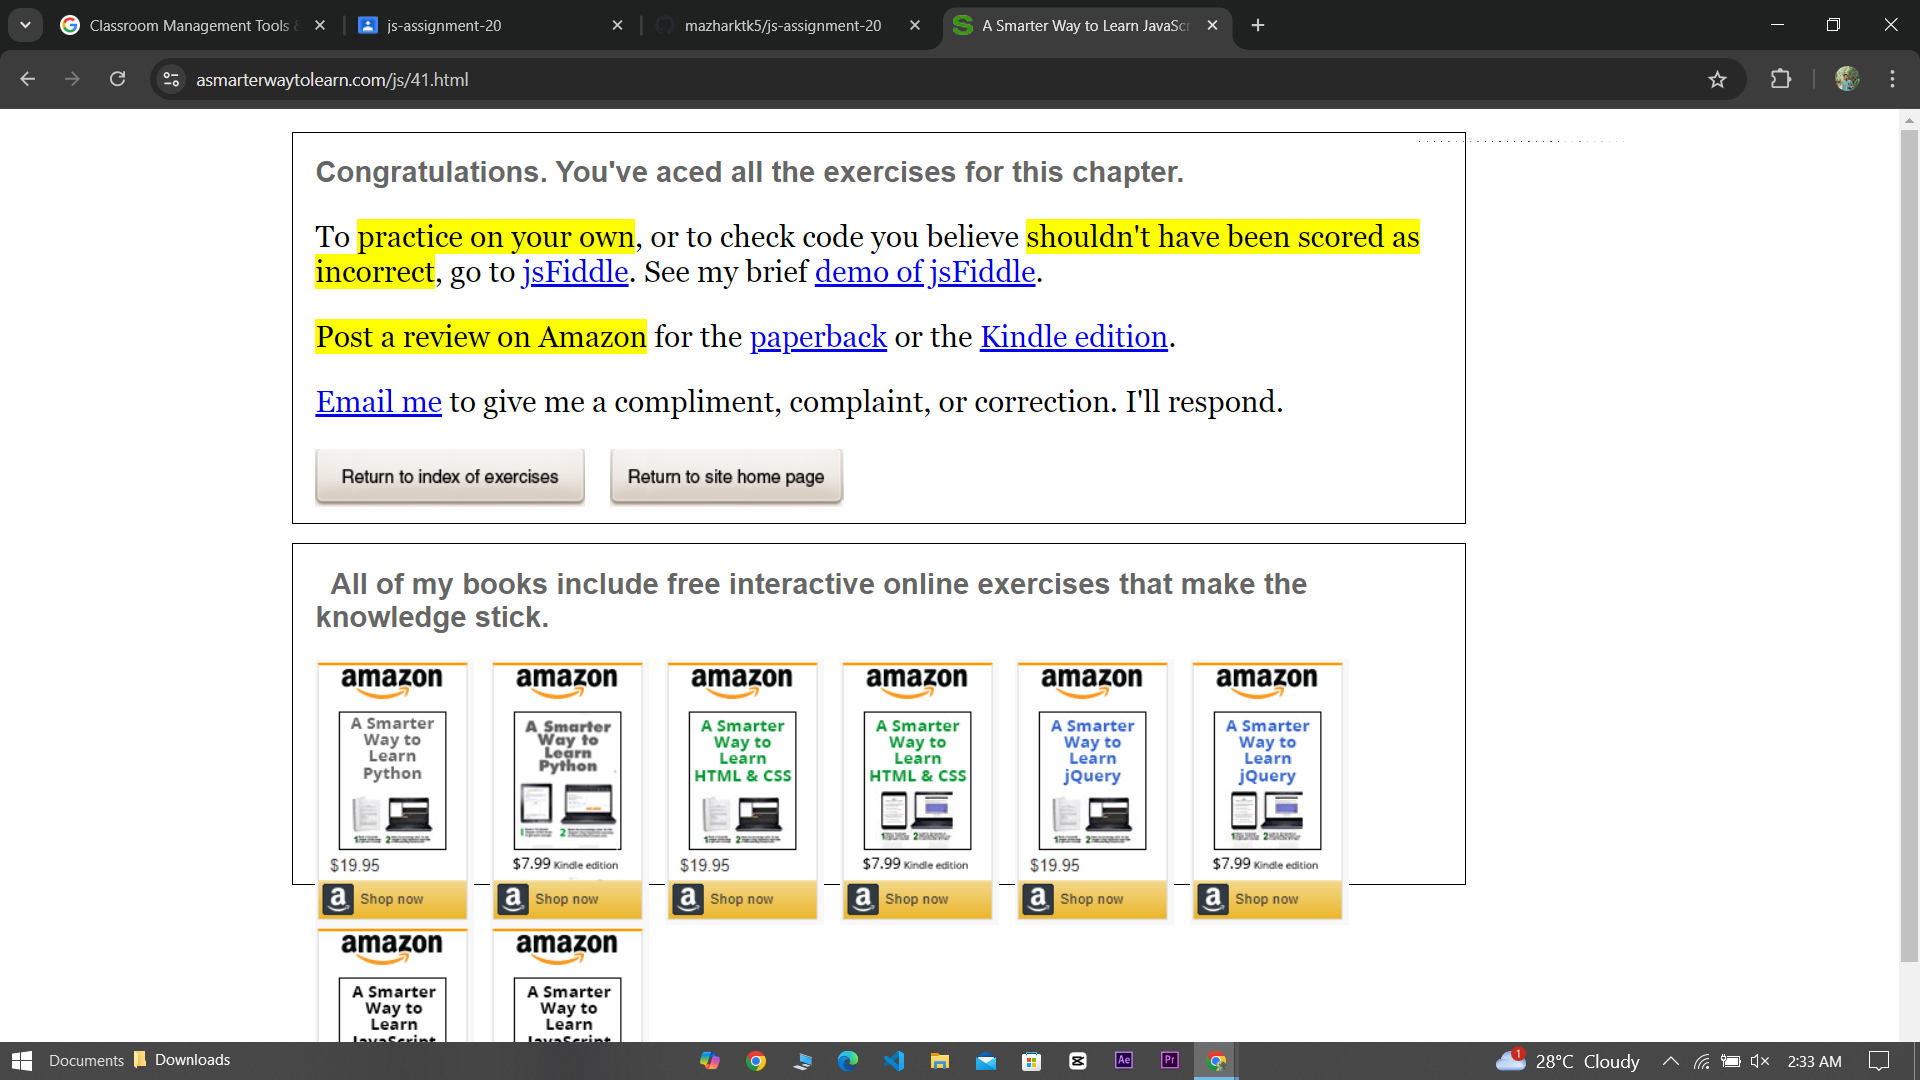 Classroom Management Tools &
js-assignment-20
mazharktk5/js-assignment-20
A Smarter Way to Learn JavaScr
asmarterwaytolearn.com/js/41.html
Congratulations. You've aced all the exercises for this chapter.
To practice on your own, or to check code you believe shouldn't have been scored as
incorrect, go to jsFiddle. See my brief demo of jsFiddle.
Post a review on Amazon for the paperback or the Kindle edition.
Email me to give me a compliment, complaint, or correction. I'll respond.
Return to index of exercises Return to site home page
All of my books include free interactive online exercises that make the
knowledge stick.
amazon amazon amazon amazon amazon amazon
A Smarter A Smarter A Smarter A Smarter A Smarter A Smarter
Way to Way to Way to Way to Way to Way to
Learn Learn Learn Learn Learn Learn
Python Python HTML & CSS HTML & CSS jQuery jQuery
$19.95 $7.99 Kindle edition $19.95 $7.99 Kindle edition $19.95 $7.99 Kindle edition
a Shop now a Shop now a Shop now a Shop now a Shop now a Shop now
amazon amazon
A Smarter A Smarter
Way to Way to
Learn Learn
JavaScript JavaScript
Documents Downloads Ae Pr 1 28°C Cloudy 2:33 AM